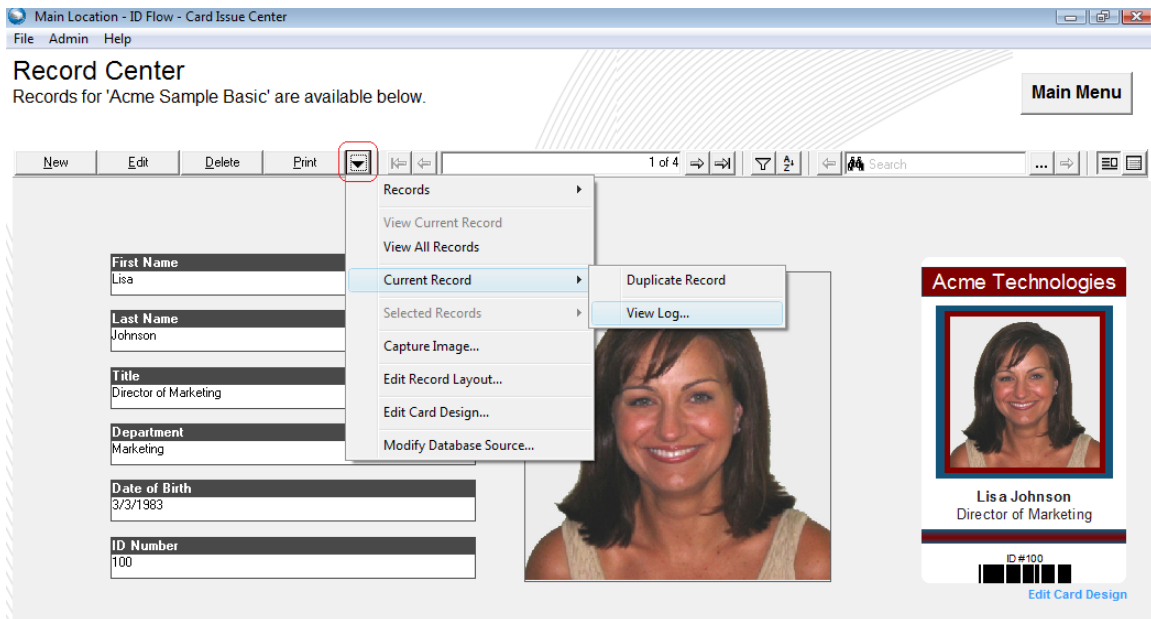 Main Location - ID Flow - Card Issue Center
File Admin Help
Record Center
Records for 'Acme Sample Basic' are available below.
Main Menu
New Edit Delete Print 1 of 4 Search ...
Records
View Current Record
View All Records
Current Record
Duplicate Record
Selected Records
View Log...
Capture Image...
Edit Record Layout...
Edit Card Design...
Modify Database Source...
First Name
Lisa
Last Name
Johnson
Title
Director of Marketing
Department
Marketing
Date of Birth
3/3/1983
ID Number
100
Acme Technologies
Lisa Johnson
Director of Marketing
ID #100
Edit Card Design